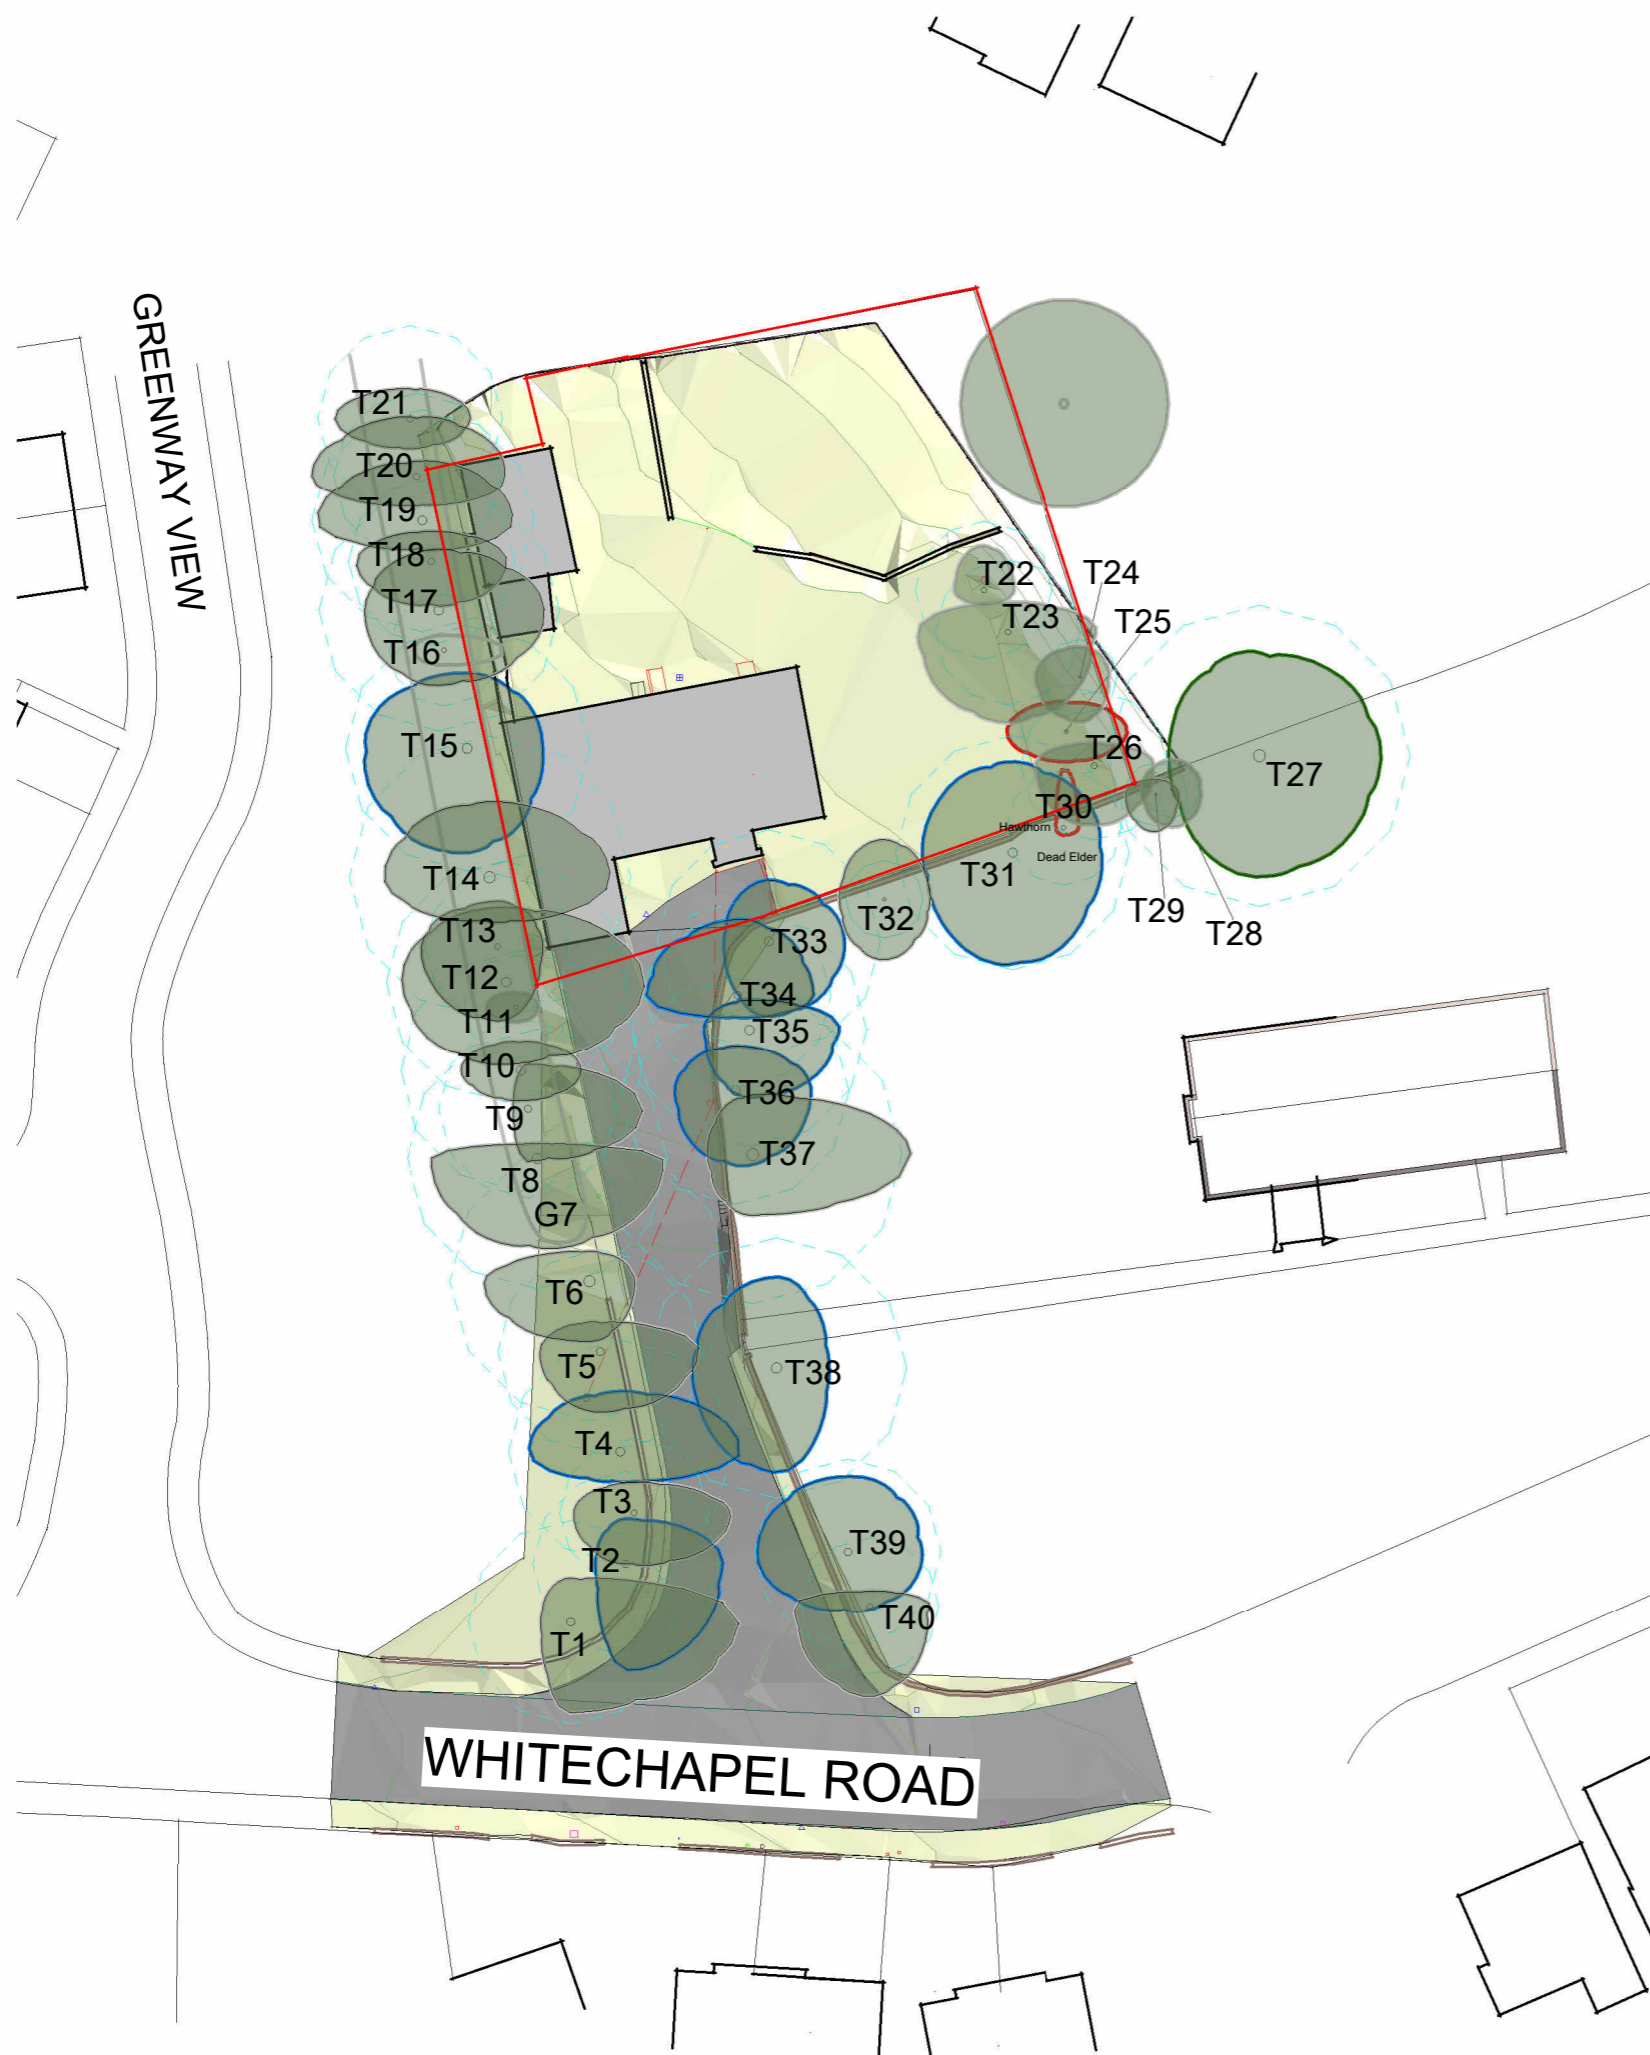 GREENWAY VIEW
T21
T20
T19
T18
T17
T16
T15
T14
T13
T12
T11
T10
T9
T8
G7
T6
T5
T4
T3
T2
T1
T22
T23
T24
T25
T26
T27
T30
Hawthorn
Dead Elder
T31
T29
T28
T32
T33
T34
T35
T36
T37
T38
T39
T40
WHITECHAPEL ROAD